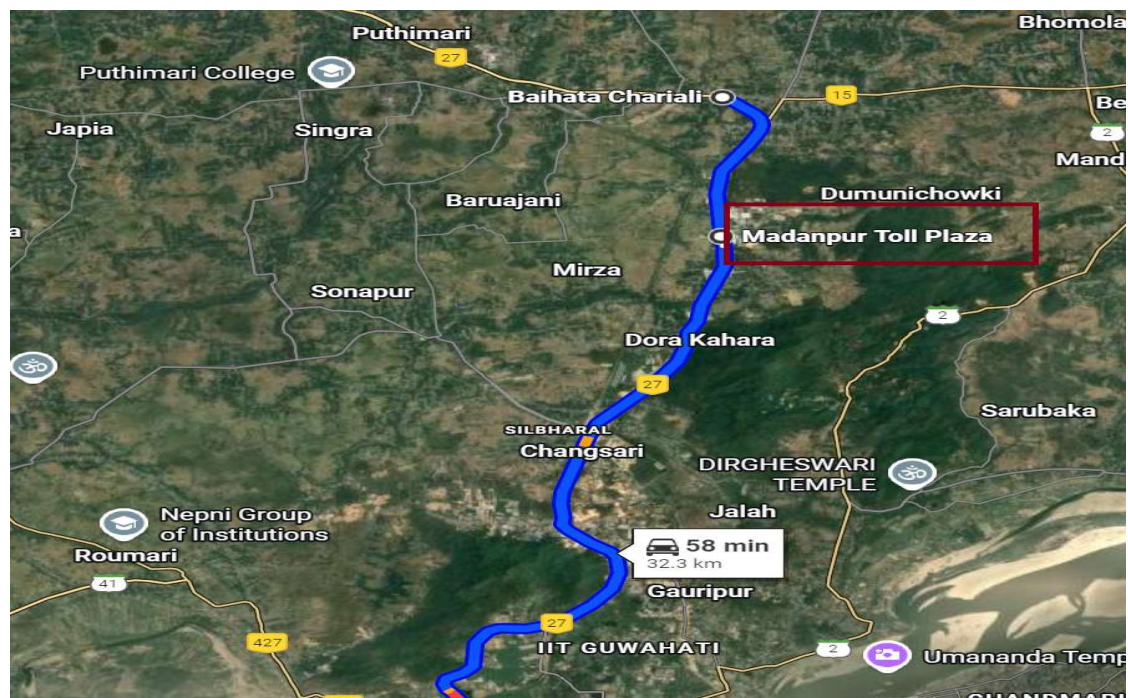 Bhomola
Puthimari
27
Puthimari College
Baihata Chariali
15
Be
Japia
Singra
2
Mand
Dumunichowki
Baruajani
a
Madanpur Toll Plaza
Mirza
Sonapur
2
Dora Kahara
27
Sarubaka
SILBHARAL
Changsari
DIRGHESWARI
TEMPLE
Jalah
Nepni Group
of Institutions
58 min
32.3 km
Roumari
41
Gauripur
27
427
IIT GUWAHATI
2
Umananda Temp
CHANDMARI